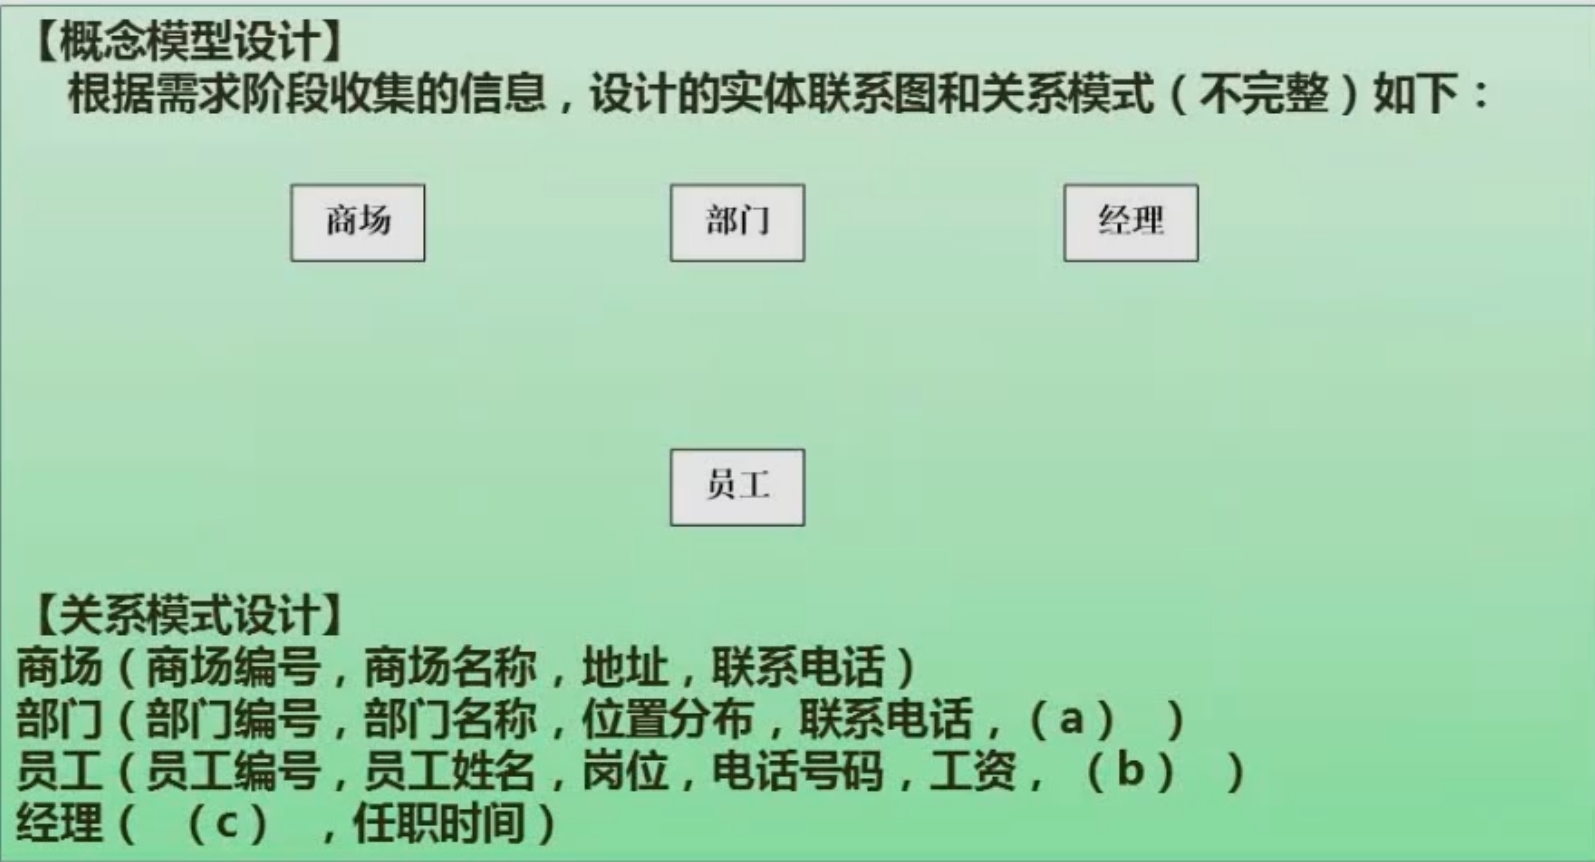 【概念模型设计】
根据需求阶段收集的信息，设计的实体联系图和关系模式（不完整）如下：
商场 部门 经理
员工
【关系模式设计】
商场（商场编号，商场名称，地址，联系电话）
部门（部门编号，部门名称，位置分布，联系电话，（a） ）
员工（员工编号，员工姓名，岗位，电话号码，工资， （b） ）
经理（ （c） ，任职时间）